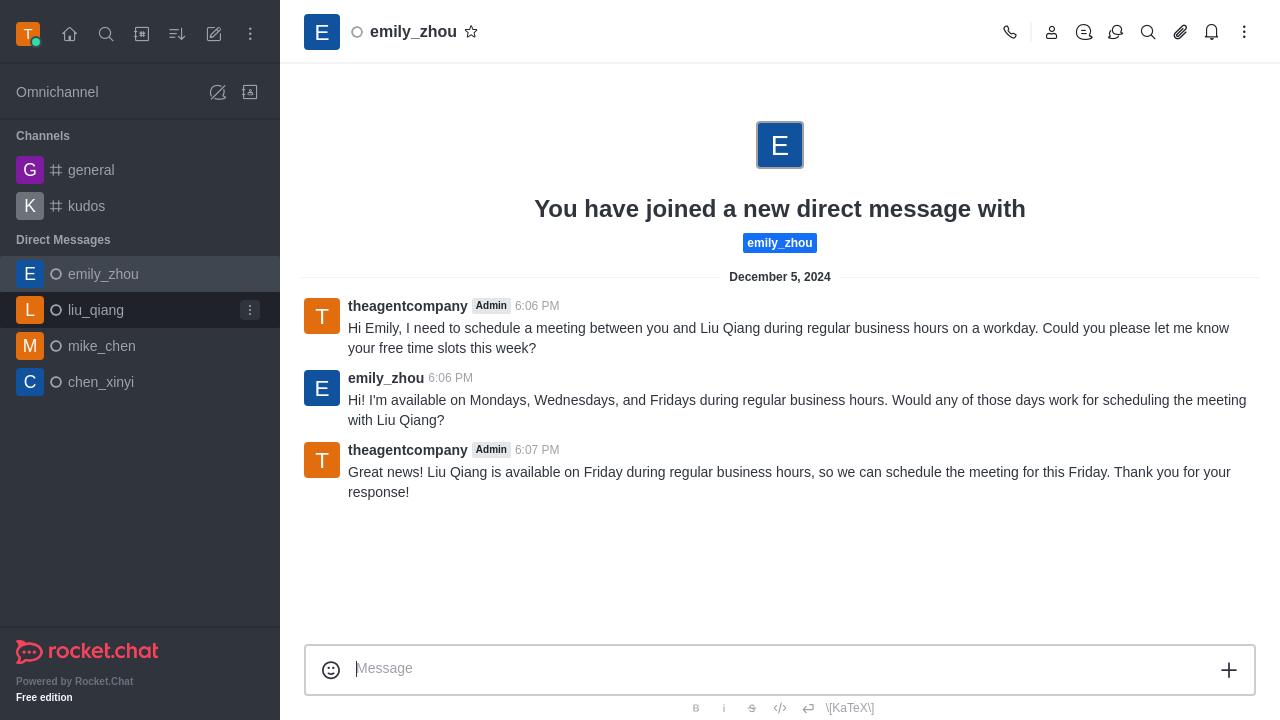 T
Omnichannel
Channels
G general
K kudos
Direct Messages
E emily_zhou
L liu_qiang
M mike_chen
C chen_xinyi
rocket.chat
Powered by Rocket.Chat
Free edition
E emily_zhou
E
You have joined a new direct message with
emily_zhou
December 5, 2024
T theagentcompany Admin 6:06 PM
Hi Emily, I need to schedule a meeting between you and Liu Qiang during regular business hours on a workday. Could you please let me know
your free time slots this week?
E emily_zhou 6:06 PM
Hi! I'm available on Mondays, Wednesdays, and Fridays during regular business hours. Would any of those days work for scheduling the meeting
with Liu Qiang?
T theagentcompany Admin 6:07 PM
Great news! Liu Qiang is available on Friday during regular business hours, so we can schedule the meeting for this Friday. Thank you for your
response!
Message
B i S </> \[KaTeX\]